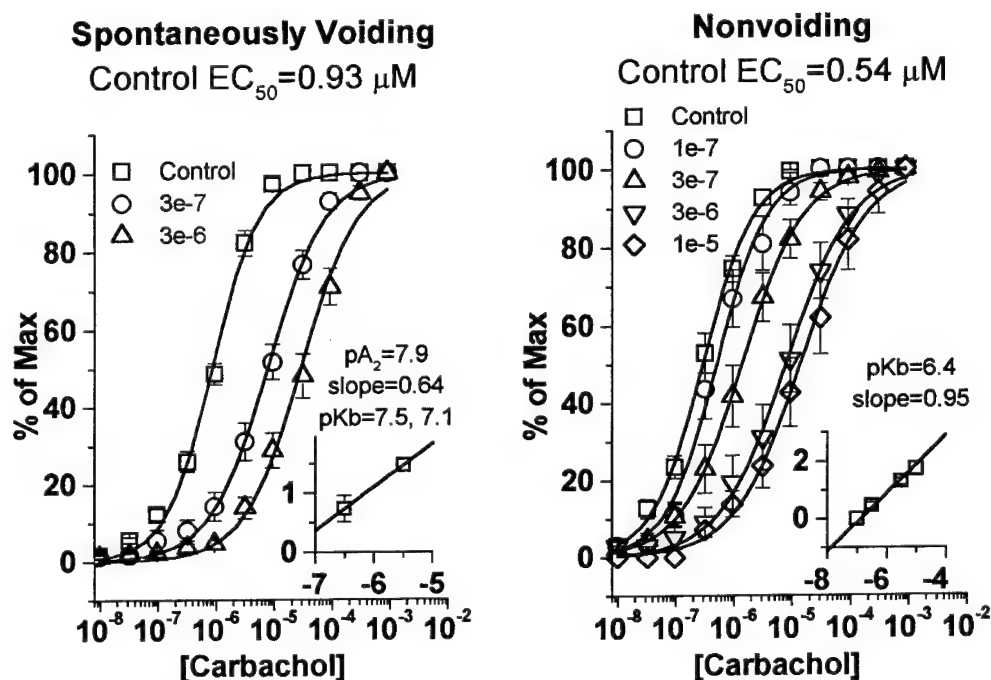 Spontaneously Voiding
Control EC50=0.93 µM
Control
3e-7
3e-6
100
80
60
40
20
0
% of Max
pA2=7.9
slope=0.64
pKb=7.5, 7.1
1
0
-7 -6 -5
10-8 10-7 10-6 10-5 10-4 10-3 10-2
[Carbachol]
Nonvoiding
Control EC50=0.54 µM
Control
1e-7
3e-7
3e-6
1e-5
100
80
60
40
20
0
% of Max
pKb=6.4
slope=0.95
2
0
-8 -6 -4
10-8 10-7 10-6 10-5 10-4 10-3 10-2
[Carbachol]